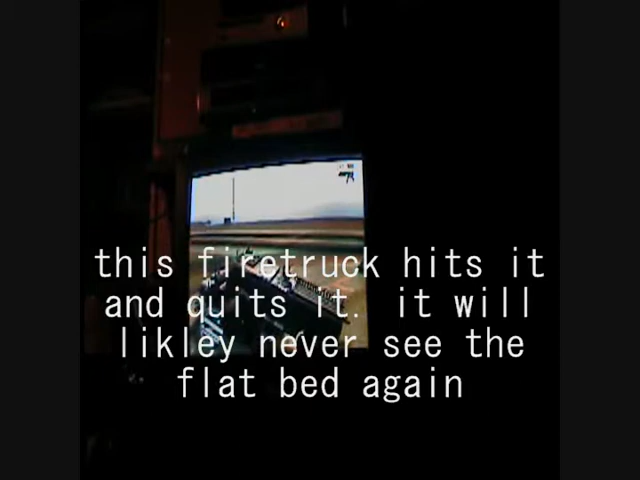 this firetruck hits it
and quits it. it will
likley never see the
flat bed again